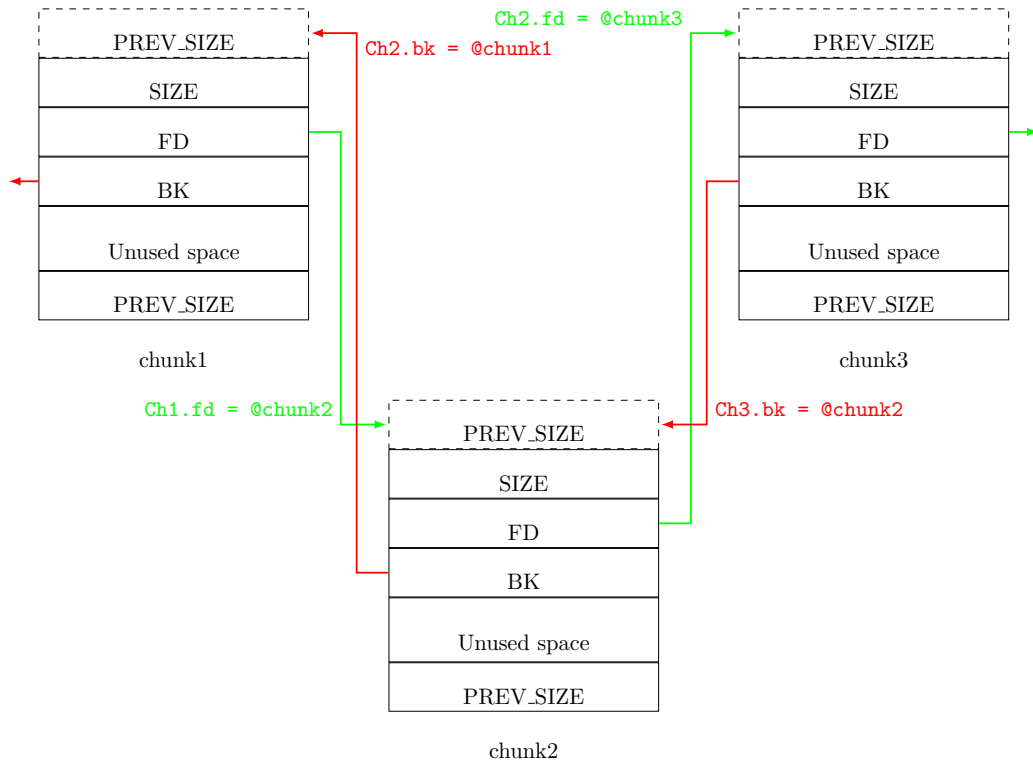 PREV_SIZE
SIZE
FD
BK
Unused space
PREV_SIZE
chunk1
Ch2.bk = @chunk1
Ch2.fd = @chunk3
PREV_SIZE
SIZE
FD
BK
Unused space
PREV_SIZE
chunk3
Ch1.fd = @chunk2
Ch3.bk = @chunk2
PREV_SIZE
SIZE
FD
BK
Unused space
PREV_SIZE
chunk2